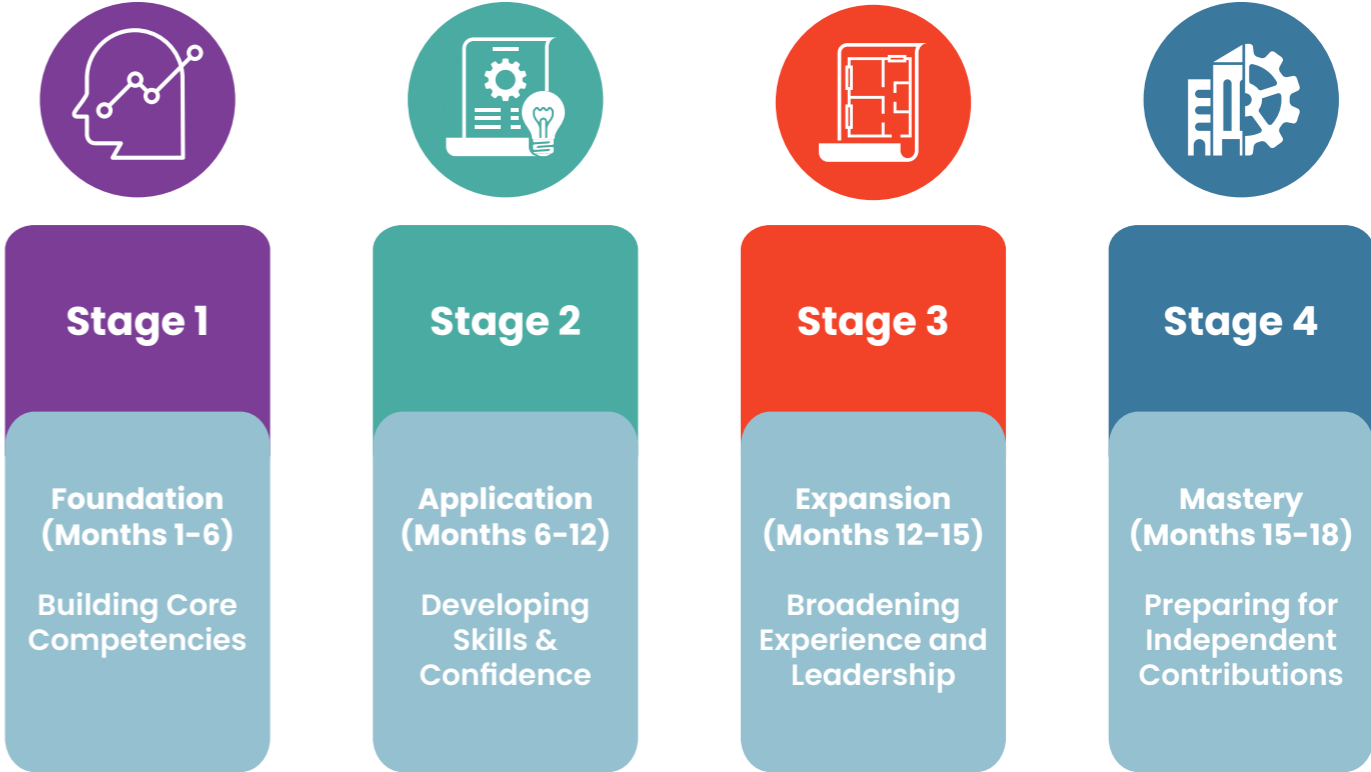 Stage 1
Foundation
(Months 1-6)
Building Core
Competencies
Stage 2
Application
(Months 6-12)
Developing
Skills &
Confidence
Stage 3
Expansion
(Months 12-15)
Broadening
Experience and
Leadership
Stage 4
Mastery
(Months 15-18)
Preparing for
Independent
Contributions